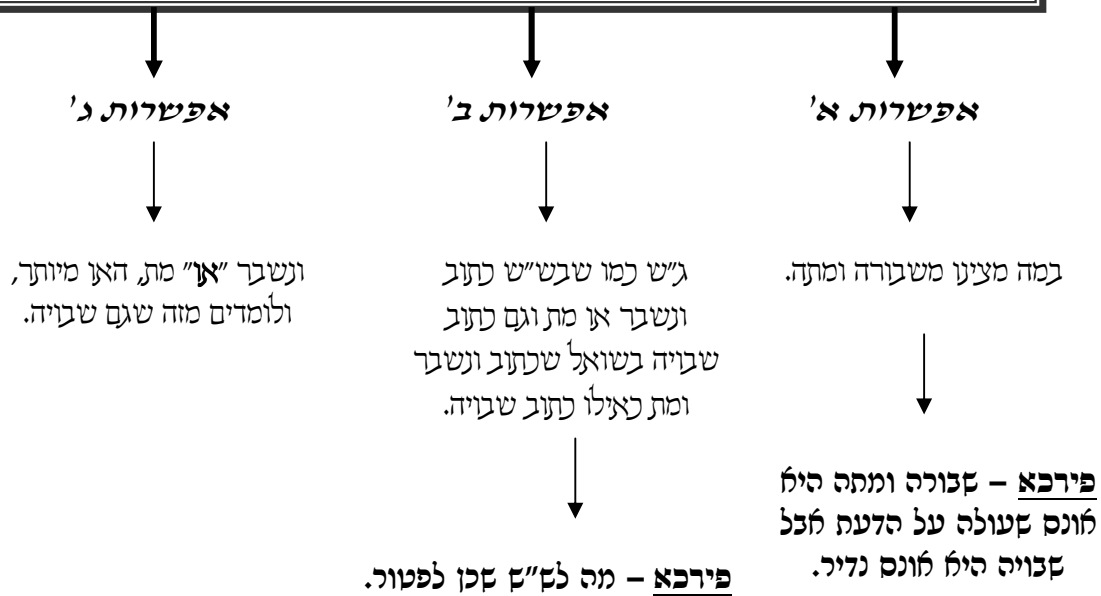 אפשרות א'
במה מצינו משבורה ומתה.
פירכא – שבורה ומתה היא
אונס שעולה על הדעת אבל
שבויה היא אונס נדיר.
אפשרות ב'
ג"ש כמו שבש"ש כתוב
ונשבר או מת וגם כתוב
שבויה בשואל שכתוב ונשבר
ומת כאילו כתוב שבויה.
פירכא – מה לש"ש שכן לפטור.
אפשרות ג'
ונשבר "או" מת, האו מיותר,
ולומדים מזה שגם שבויה.